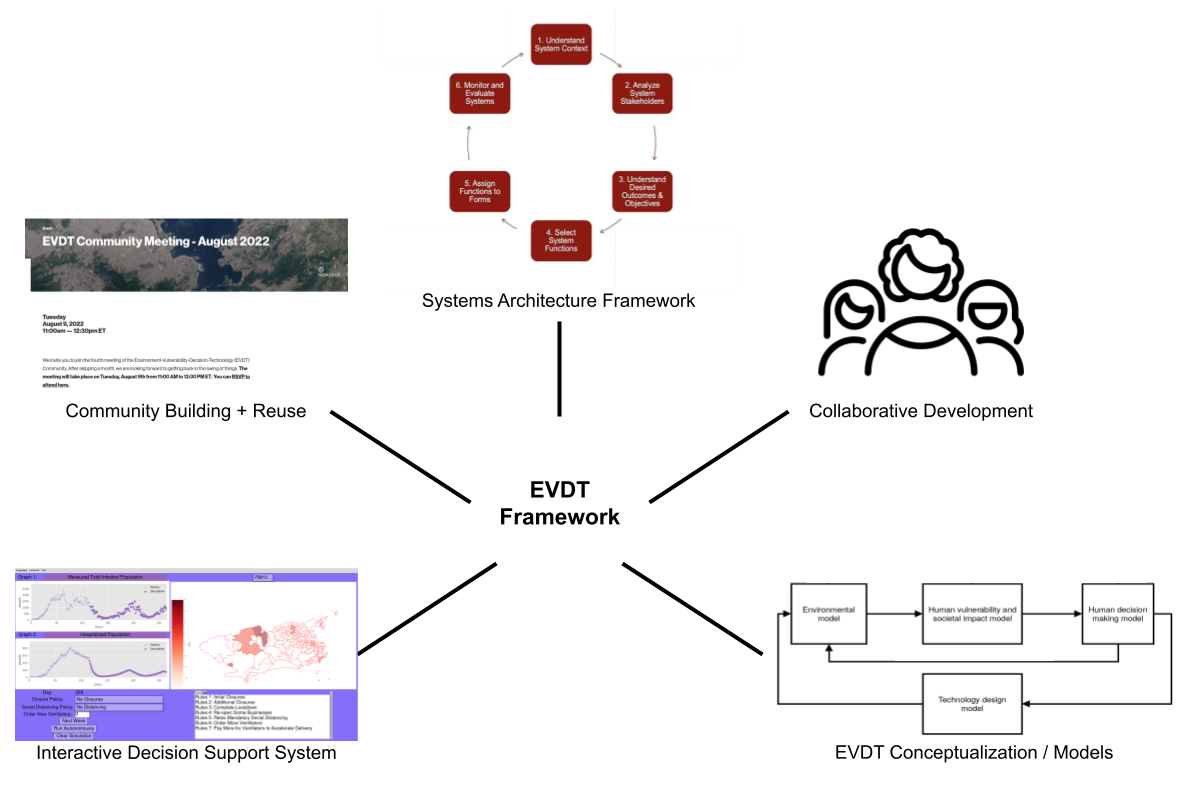 1. Understand
System Context
6. Monitor and
Evaluate
Systems
2. Analyze
System
Stakeholders
5. Assign
Functions to
Forms
3. Understand
Desired
Outcomes &
Objectives
4. Select
System
Functions
Systems Architecture Framework
Event
EVDT Community Meeting - August 2022
Tuesday
August 9, 2022
11:00am — 12:30pm ET
We invite you to join the fourth meeting of the Environment-Vulnerability-Decision-Technology (EVDT)
Community. After skipping a month, we are looking forward to getting back in the swing of things. The
meeting will take place on Tuesday, August 9th from 11:00 AM to 12:30 PM ET. You can RSVP to
attend here.
Community Building + Reuse
Collaborative Development
EVDT
Framework
Graph 1:
Measured Total Infected Population
Graph 2:
Hospitalized Population
Day:
Closure Policy:
No Closures
Social Distancing Policy:
No Distancing
Order New Ventilators:
Next Week
Run Autonomously
Clear Simulation
Rules 1: Initial Closures
Rules 2: Additional Closures
Rules 3: Complete Lockdown
Rules 4: Re-open Some Businesses
Rules 5: Relax Mandatory Social Distancing
Rules 6: Order More Ventilators
Rules 7: Pay More for Ventilators to Accelerate Delivery
Interactive Decision Support System
Environmental
model
Human vulnerability and
societal impact model
Human decision
making model
Technology design
model
EVDT Conceptualization / Models